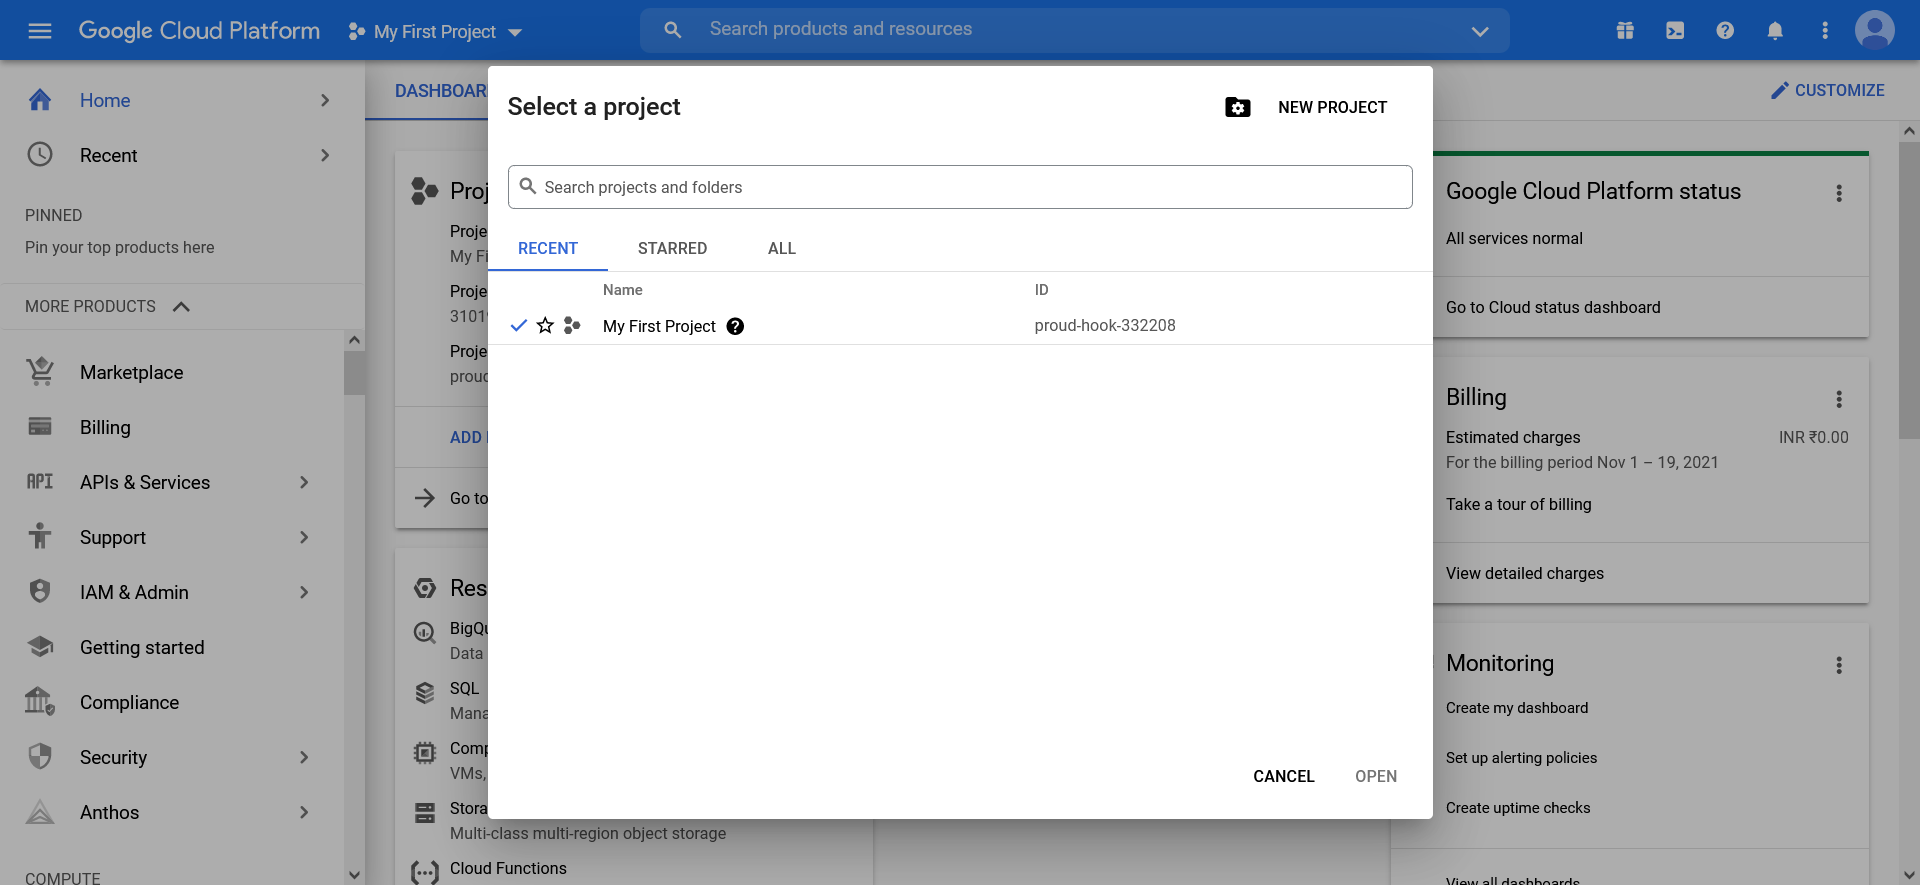 Google Cloud Platform
My First Project
Search products and resources
Home
Recent
PINNED
Pin your top products here
MORE PRODUCTS
Marketplace
Billing
API APIs & Services
Support
IAM & Admin
Getting started
Compliance
Security
Anthos
COMPUTE
DASHBOAR
CUSTOMIZE
Proj
Proje
My Fi
Proje
3101
Proje
prou
ADD
Go to
Res
BigQu
Data
SQL
Mana
Comp
VMs,
Stora
Multi-class multi-region object storage
Cloud Functions
Select a project
NEW PROJECT
Search projects and folders
RECENT STARRED ALL
Name ID
My First Project ? proud-hook-332208
CANCEL OPEN
Google Cloud Platform status
All services normal
Go to Cloud status dashboard
Billing
Estimated charges INR ₹0.00
For the billing period Nov 1 – 19, 2021
Take a tour of billing
View detailed charges
Monitoring
Create my dashboard
Set up alerting policies
Create uptime checks
View all dashboards